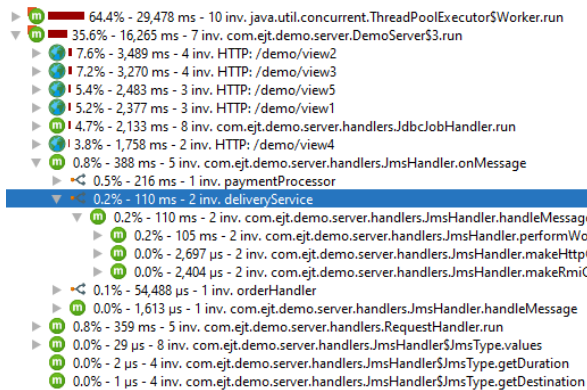 64.4% - 29,478 ms - 10 inv. java.util.concurrent.ThreadPoolExecutor$Worker.run
35.6% - 16,265 ms - 7 inv. com.ejt.demo.server.DemoServer$3.run
7.6% - 3,489 ms - 4 inv. HTTP: /demo/view2
7.2% - 3,270 ms - 4 inv. HTTP: /demo/view3
5.4% - 2,483 ms - 3 inv. HTTP: /demo/view5
5.2% - 2,377 ms - 3 inv. HTTP: /demo/view1
4.7% - 2,133 ms - 8 inv. com.ejt.demo.server.handlers.JdbcJobHandler.run
3.8% - 1,758 ms - 2 inv. HTTP: /demo/view4
0.8% - 388 ms - 5 inv. com.ejt.demo.server.handlers.JmsHandler.onMessage
0.5% - 216 ms - 1 inv. paymentProcessor
0.2% - 110 ms - 2 inv. deliveryService
0.2% - 110 ms - 2 inv. com.ejt.demo.server.handlers.JmsHandler.handleMessage
0.2% - 105 ms - 2 inv. com.ejt.demo.server.handlers.JmsHandler.performWo
0.0% - 2,697 µs - 2 inv. com.ejt.demo.server.handlers.JmsHandler.makeHttp
0.0% - 2,404 µs - 2 inv. com.ejt.demo.server.handlers.JmsHandler.makeRmi
0.1% - 54,488 µs - 1 inv. orderHandler
0.0% - 1,613 µs - 1 inv. com.ejt.demo.server.handlers.JmsHandler.handleMessage
0.8% - 359 ms - 5 inv. com.ejt.demo.server.handlers.RequestHandler.run
0.0% - 29 µs - 8 inv. com.ejt.demo.server.handlers.JmsHandler$JmsType.values
0.0% - 2 µs - 4 inv. com.ejt.demo.server.handlers.JmsHandler$JmsType.getDuration
0.0% - 1 µs - 4 inv. com.ejt.demo.server.handlers.JmsHandler$JmsType.getDestination